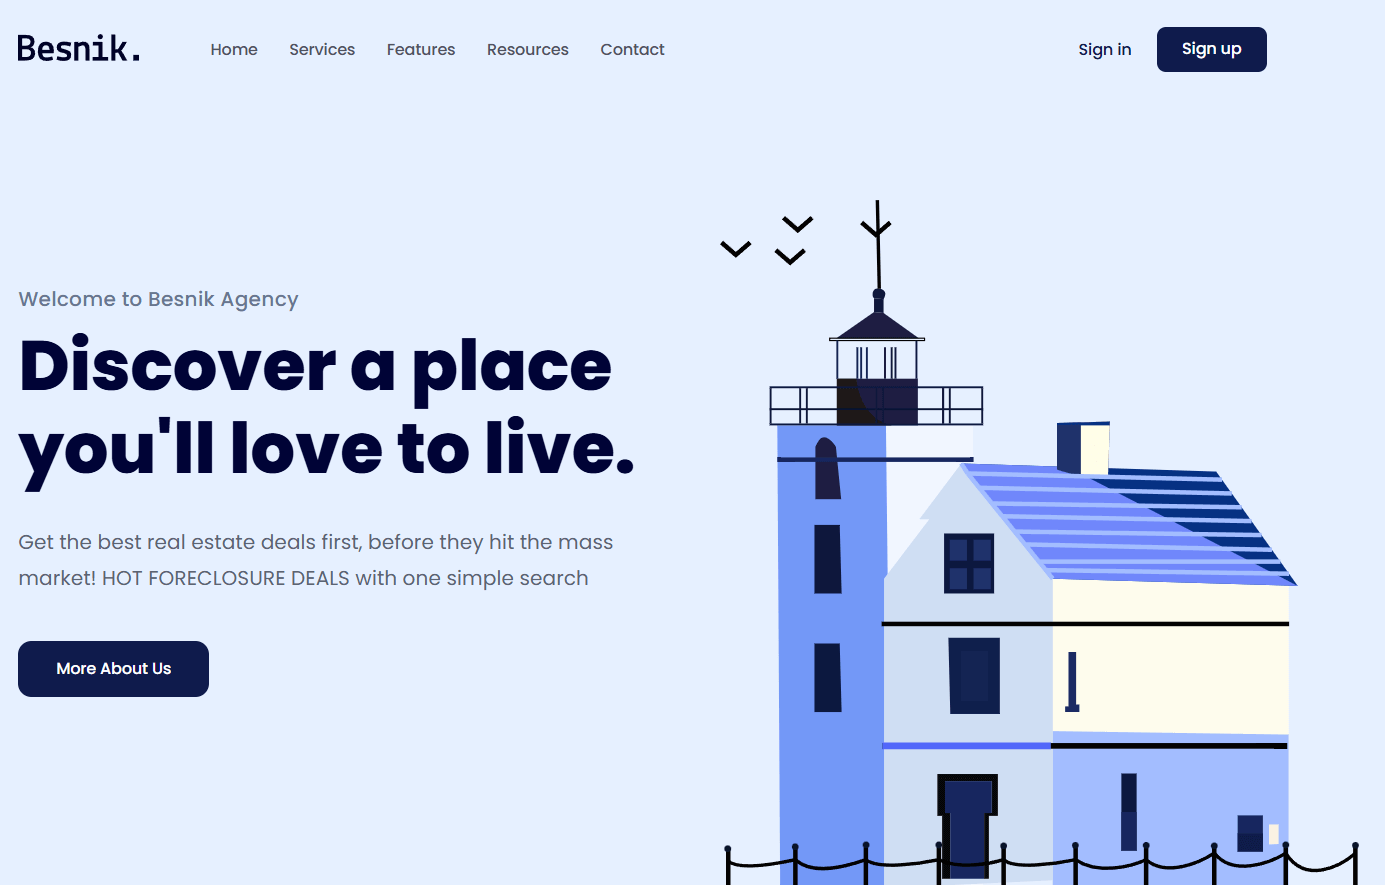 Besnik.
Home Services Features Resources Contact
Sign in Sign up
Welcome to Besnik Agency
Discover a place
you'll love to live.
Get the best real estate deals first, before they hit the mass
market! HOT FORECLOSURE DEALS with one simple search
More About Us